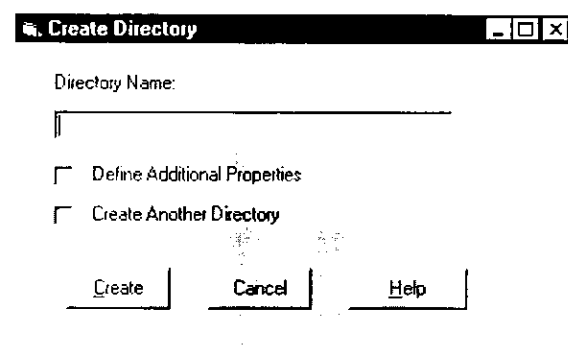 Create Directory
Directory Name:
Define Additional Properties
Create Another Directory
Create Cancel Help